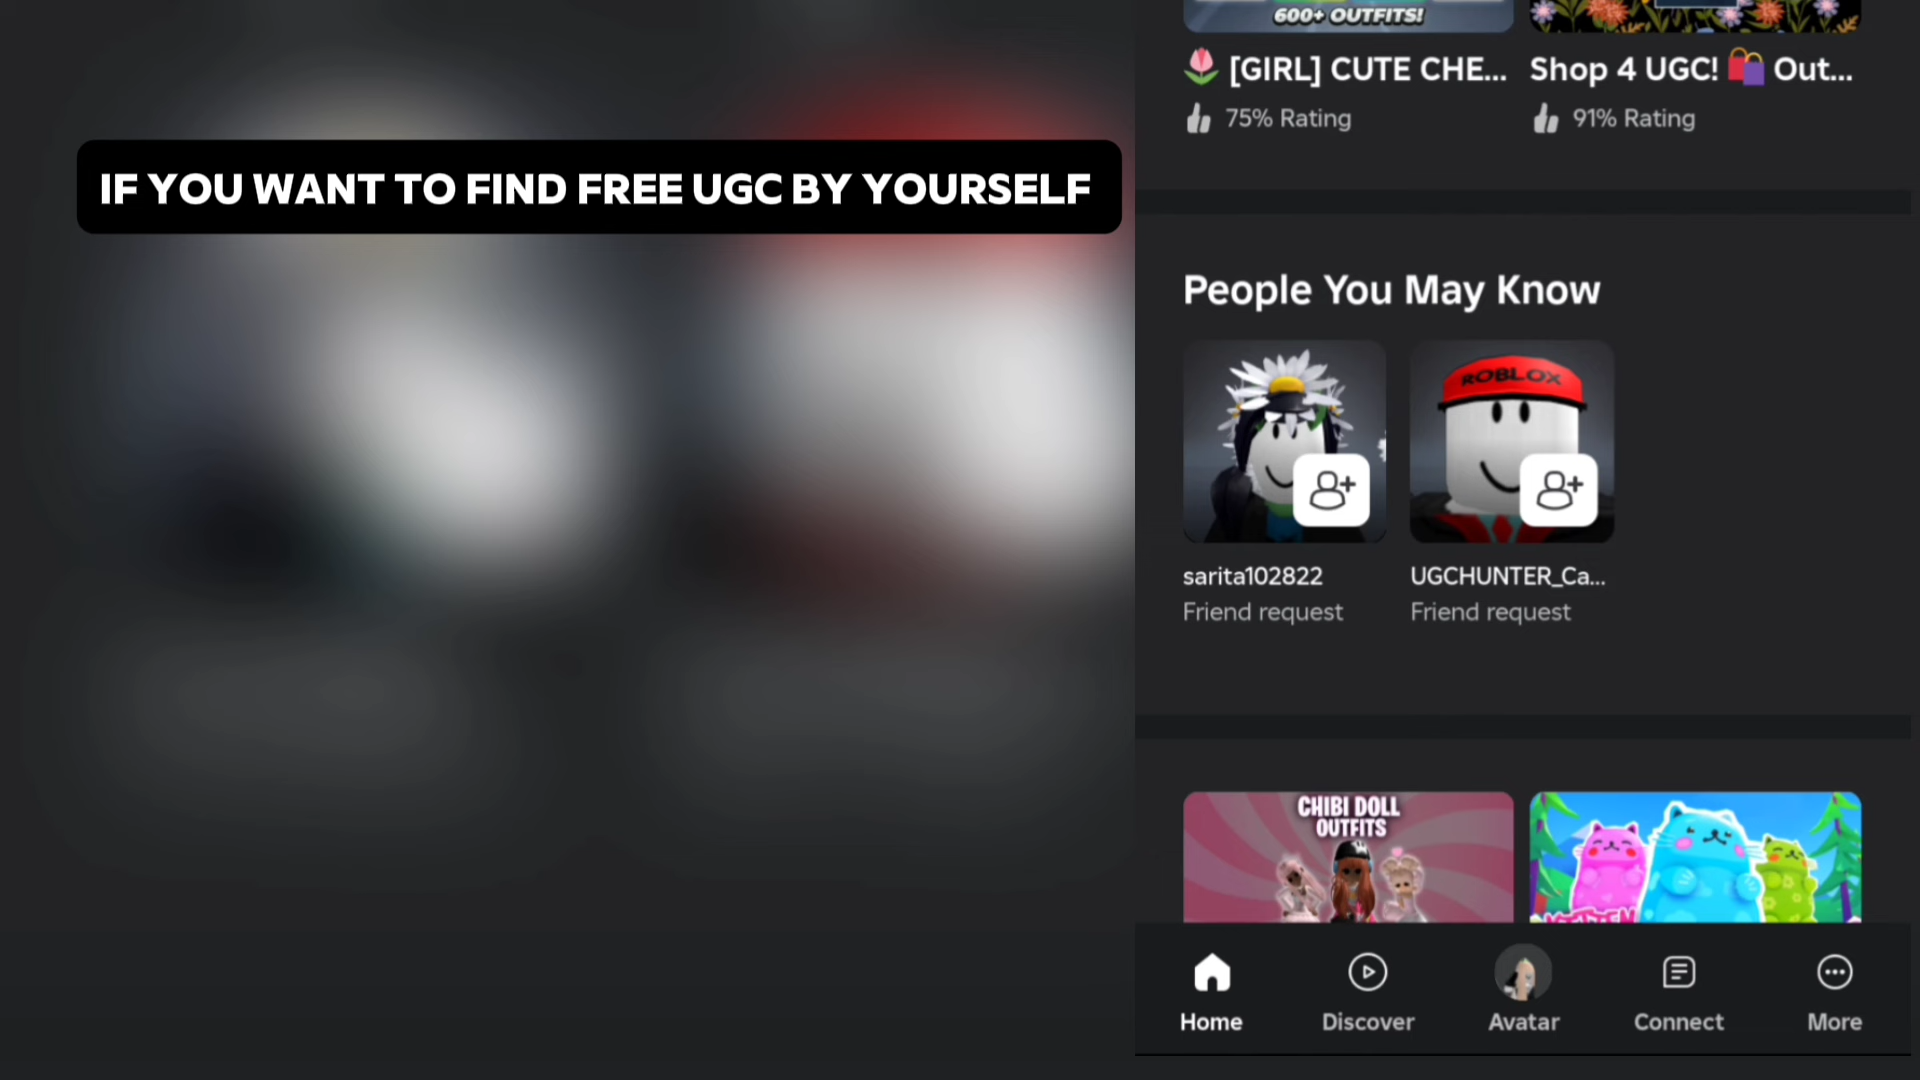 IF YOU WANT TO FIND FREE UGC BY YOURSELF
600+ OUTFITS!
[GIRL] CUTE CHE...
Shop 4 UGC! Out...
75% Rating
91% Rating
People You May Know
ROBLOX
sarita102822
UGCHUNTER_Ca...
Friend request
Friend request
CHIBI DOLL
OUTFITS
Home
Discover
Avatar
Connect
More